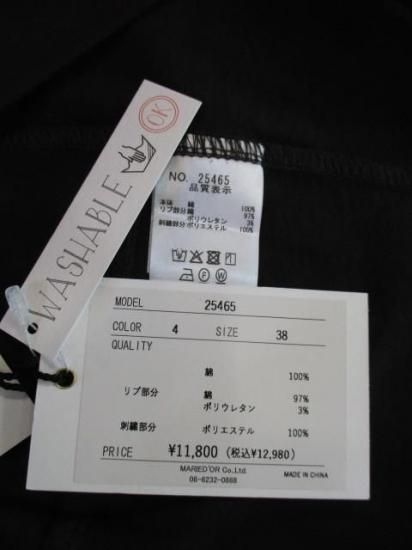 OK
WASHABLE
NO. 25465
品質表示
本体 綿 100%
リブ部分綿 97%
ポリウレタン 3%
刺繍部分ポリエステル 100%
MODEL 25465
COLOR 4 SIZE 38
QUALITY
綿 100%
リブ部分 綿 97%
ポリウレタン 3%
刺繍部分 ポリエステル 100%
PRICE ¥11,800 (税込¥12,980)
MARIED'OR Co.,Ltd.
06-6232-0868
MADE IN CHINA